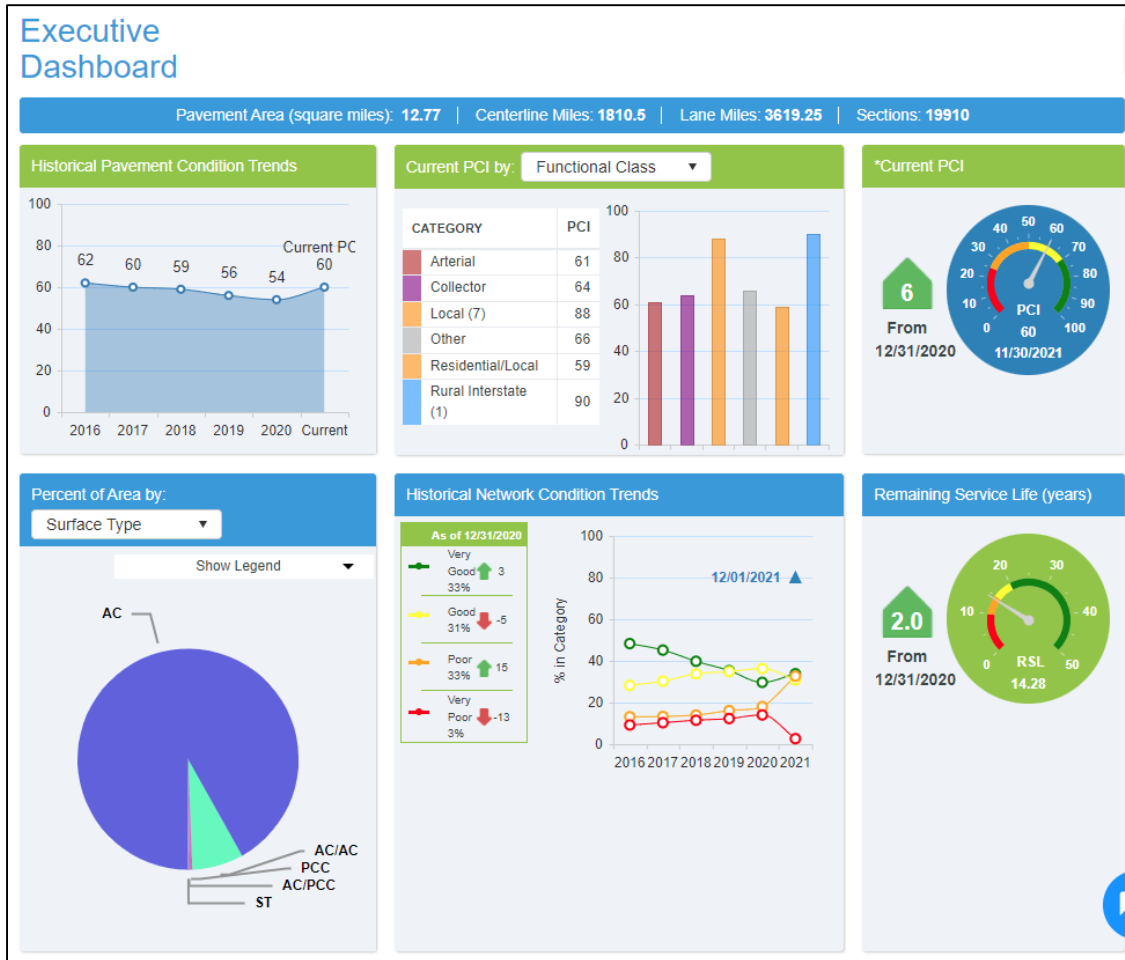 Executive
Dashboard
Pavement Area (square miles): 12.77 | Centerline Miles: 1810.5 | Lane Miles: 3619.25 | Sections: 19910
Historical Pavement Condition Trends
100
80
60
40
20
0
62
60
59
56
54
Current PC
60
2016 2017 2018 2019 2020 Current
Current PCI by: Functional Class ▼
CATEGORY PCI
Arterial 61
Collector 64
Local (7) 88
Other 66
Residential/Local 59
Rural Interstate
(1) 90
100
80
60
40
20
0
*Current PCI
6
From
12/31/2020
0 10 20 30 40 50 60 70 80 90 100
PCI
60
11/30/2021
Percent of Area by:
Surface Type ▼
Show Legend ▼
AC
AC/AC
PCC
AC/PCC
ST
Historical Network Condition Trends
As of 12/31/2020
Very
Good 3
33%
Good
31% -5
Poor
33% 15
Very
Poor -13
3%
% in Category
100
80
60
40
20
0
12/01/2021
2016 2017 2018 2019 2020 2021
Remaining Service Life (years)
2.0
From
12/31/2020
0 10 20 30 40 50
RSL
14.28